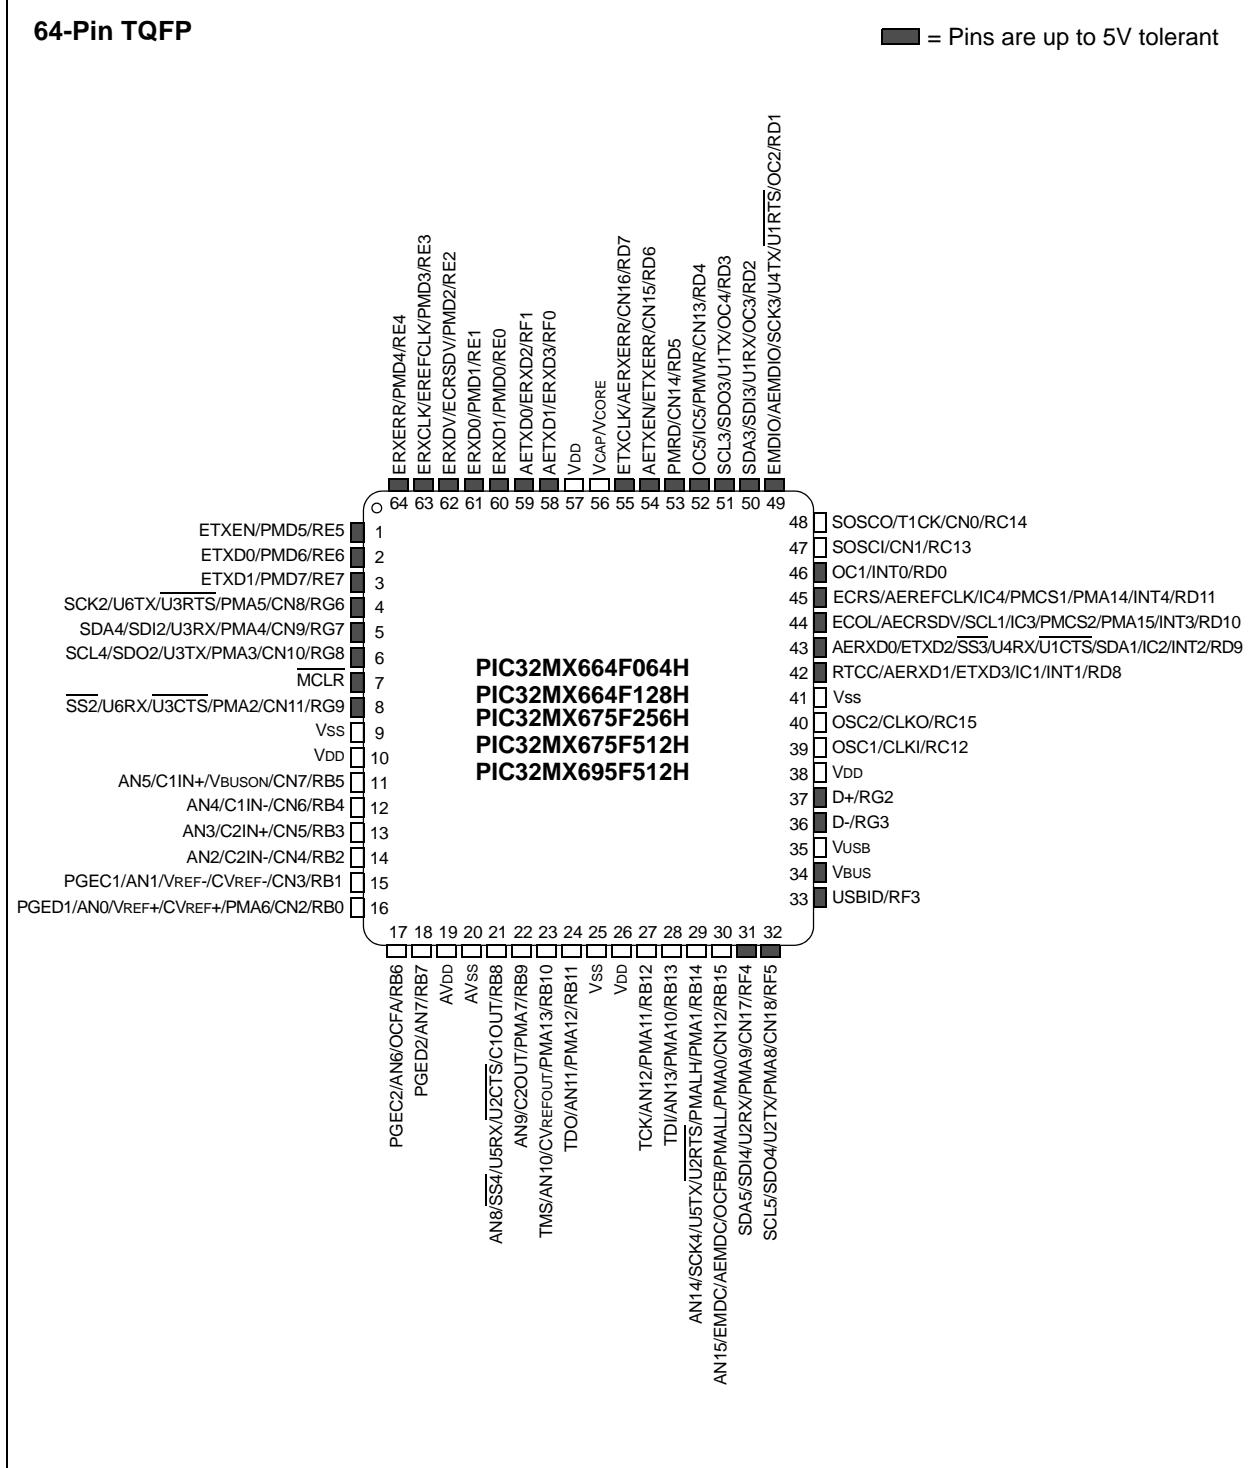 64-Pin TQFP
= Pins are up to 5V tolerant
ERXERR/PMD4/RE4
ERXCLK/EREFCLK/PMD3/RE3
ERXDV/ECRSDV/PMD2/RE2
ERXD0/PMD1/RE1
ERXD1/PMD0/RE0
AETXD0/ERXD2/RF1
AETXD1/ERXD3/RF0
VDD
VCAP/VCORE
ETXCLK/AERXERR/CN16/RD7
AETXEN/ETXERR/CN15/RD6
PMRD/CN14/RD5
OC5/IC5/PMWR/CN13/RD4
SCL3/SDO3/U1TX/OC4/RD3
SDA3/SDI3/U1RX/OC3/RD2
EMDIO/AEMDIO/SCK3/U4TX/U1RTS/OC2/RD1
64 63 62 61 60 59 58 57 56 55 54 53 52 51 50 49
ETXEN/PMD5/RE5 1
ETXD0/PMD6/RE6 2
ETXD1/PMD7/RE7 3
SCK2/U6TX/U3RTS/PMA5/CN8/RG6 4
SDA4/SDI2/U3RX/PMA4/CN9/RG7 5
SCL4/SDO2/U3TX/PMA3/CN10/RG8 6
MCLR 7
SS2/U6RX/U3CTS/PMA2/CN11/RG9 8
VSS 9
VDD 10
AN5/C1IN+/VBUSON/CN7/RB5 11
AN4/C1IN-/CN6/RB4 12
AN3/C2IN+/CN5/RB3 13
AN2/C2IN-/CN4/RB2 14
PGEC1/AN1/VREF-/CVREF-/CN3/RB1 15
PGED1/AN0/VREF+/CVREF+/PMA6/CN2/RB0 16
PIC32MX664F064H
PIC32MX664F128H
PIC32MX675F256H
PIC32MX675F512H
PIC32MX695F512H
48 SOSCO/T1CK/CN0/RC14
47 SOSCI/CN1/RC13
46 OC1/INT0/RD0
45 ECRS/AEREFCLK/IC4/PMCS1/PMA14/INT4/RD11
44 ECOL/AECRSDV/SCL1/IC3/PMCS2/PMA15/INT3/RD10
43 AERXD0/ETXD2/SS3/U4RX/U1CTS/SDA1/IC2/INT2/RD9
42 RTCC/AERXD1/ETXD3/IC1/INT1/RD8
41 Vss
40 OSC2/CLKO/RC15
39 OSC1/CLKI/RC12
38 VDD
37 D+/RG2
36 D-/RG3
35 VUSB
34 VBUS
33 USBID/RF3
17 18 19 20 21 22 23 24 25 26 27 28 29 30 31 32
PGEC2/AN6/OCFA/RB6
PGED2/AN7/RB7
AVDD
AVSS
AN8/SS4/U5RX/U2CTS/C1OUT/RB8
AN9/C2OUT/PMA7/RB9
TMS/AN10/CVREFOUT/PMA13/RB10
TDO/AN11/PMA12/RB11
VSS
VDD
TCK/AN12/PMA11/RB12
TDI/AN13/PMA10/RB13
AN14/SCK4/U5TX/U2RTS/PMALH/PMA1/RB14
AN15/EMDC/AEMDC/OCFB/PMALL/PMA0/CN12/RB15
SDA5/SDI4/U2RX/PMA9/CN17/RF4
SCL5/SDO4/U2TX/PMA8/CN18/RF5